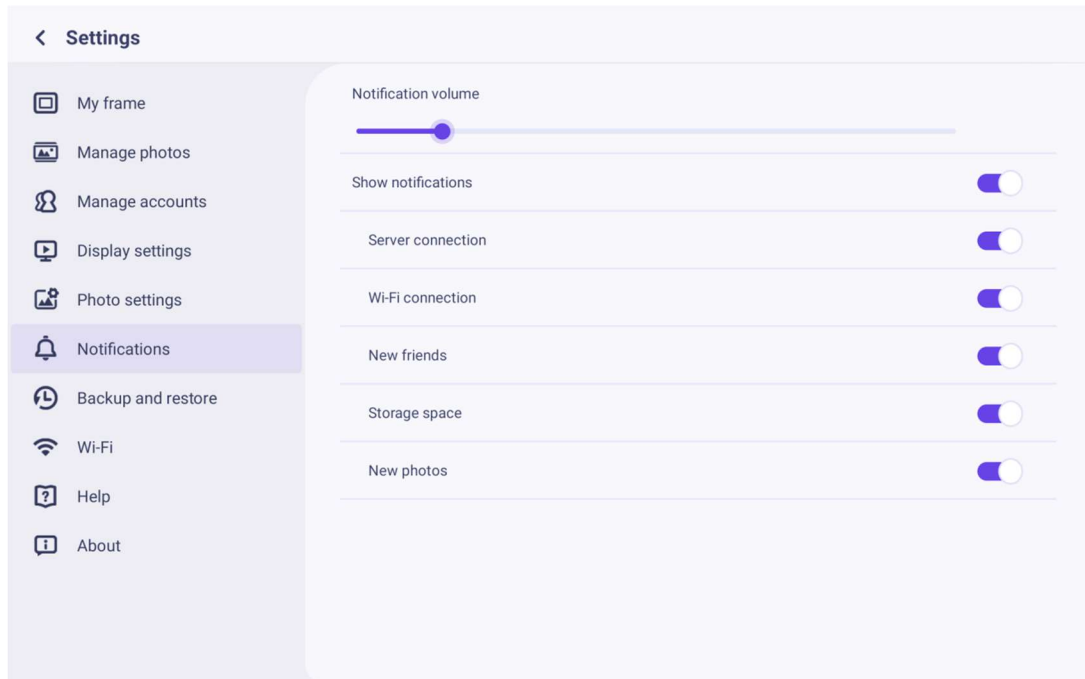 Settings
My frame
Manage photos
Manage accounts
Display settings
Photo settings
Notifications
Backup and restore
Wi-Fi
Help
About
Notification volume
Show notifications
Server connection
Wi-Fi connection
New friends
Storage space
New photos